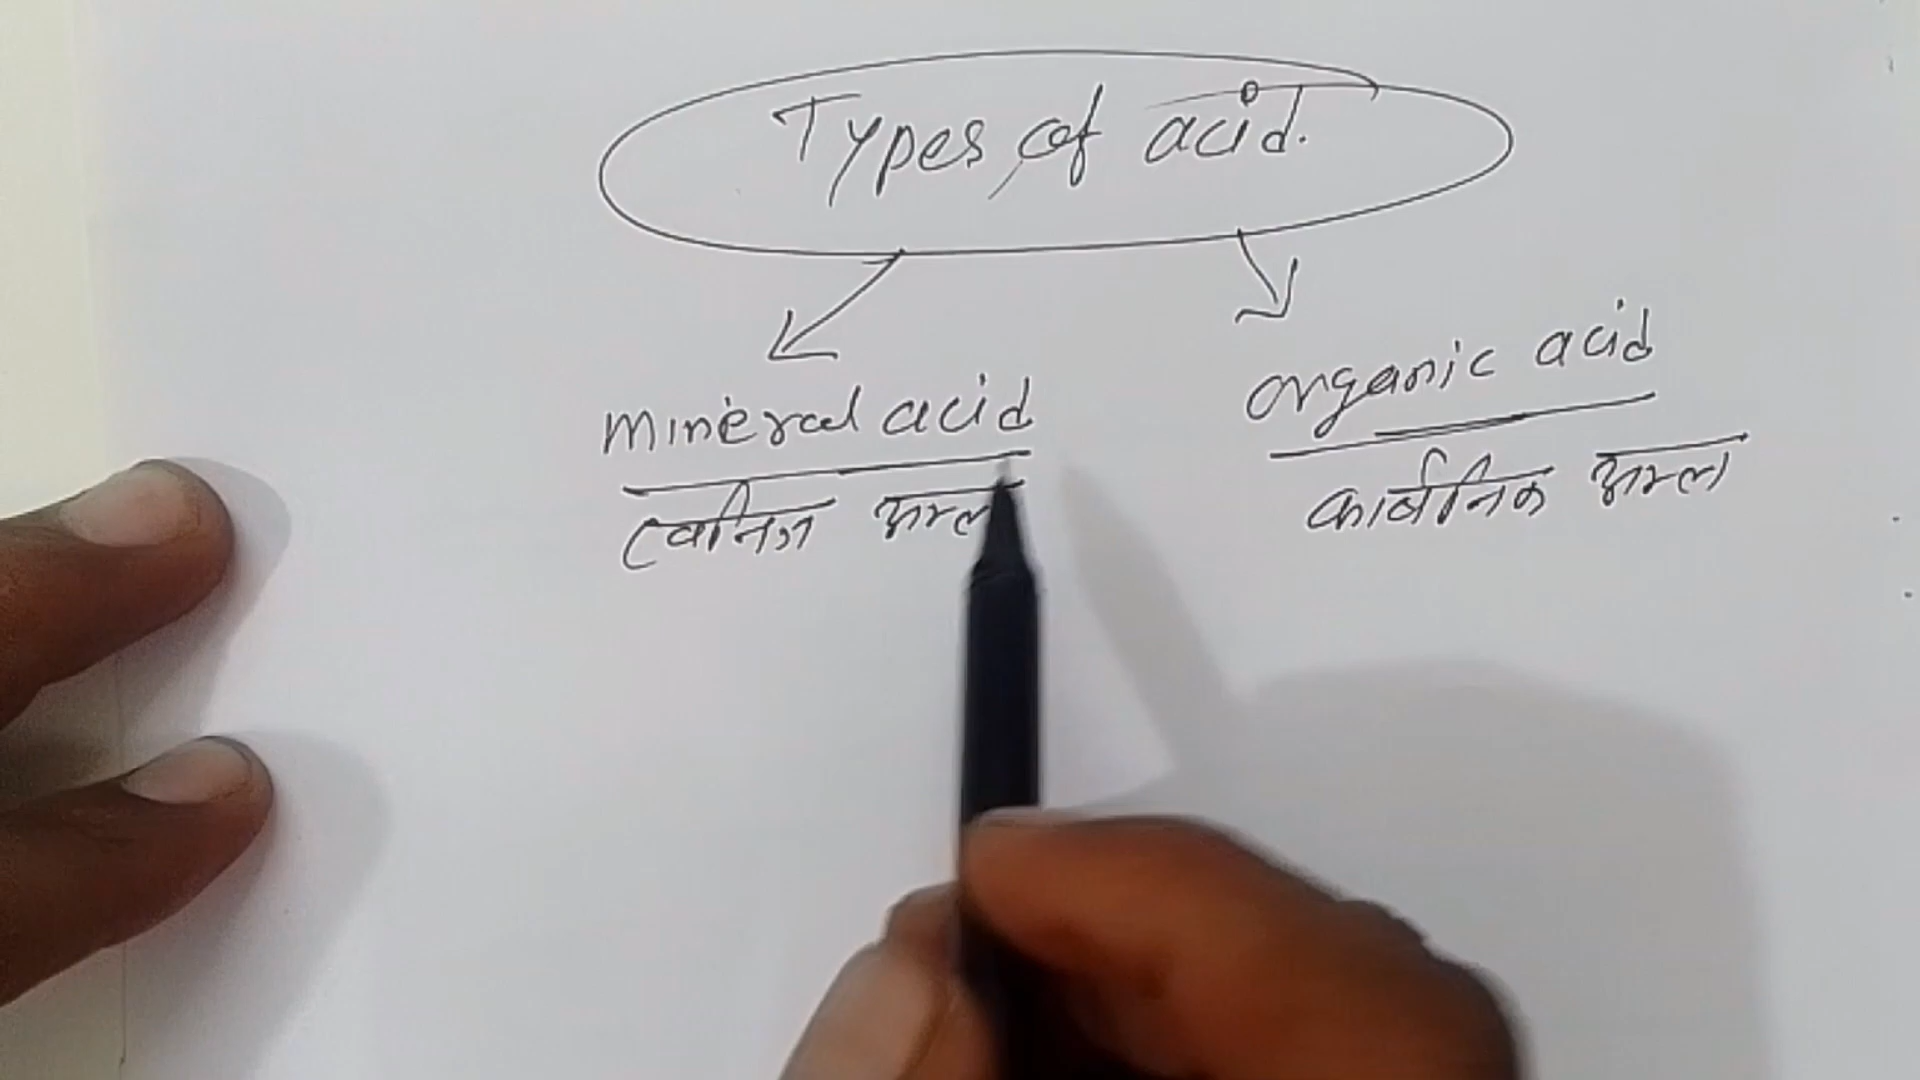 Types of acid.
mineral acid
खनिज अम्ल
organic acid
कार्बनिक अम्ल